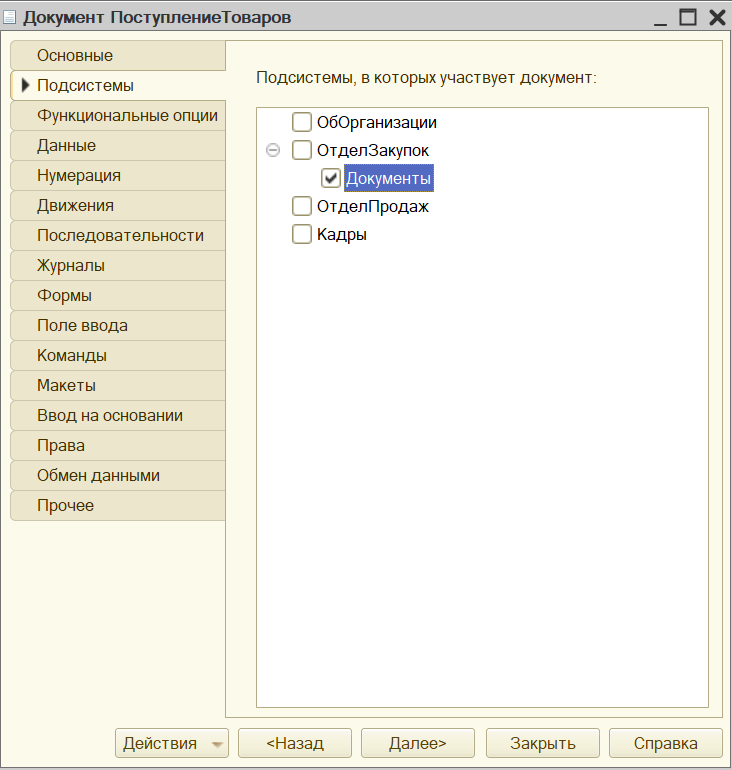 Документ ПоступлениеТоваров
Основные
Подсистемы
Функциональные опции
Данные
Нумерация
Движения
Последовательности
Журналы
Формы
Поле ввода
Команды
Макеты
Ввод на основании
Права
Обмен данными
Прочее
Подсистемы, в которых участвует документ:
ОбОрганизации
ОтделЗакупок
Документы
ОтделПродаж
Кадры
Действия
<Назад
Далее>
Закрыть
Справка